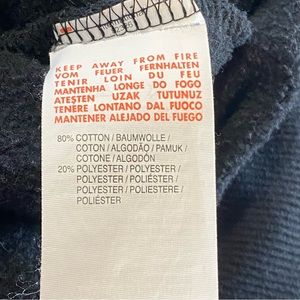 KEEP AWAY FROM FIRE
VOM FEUER FERNHALTEN
TENIR LOIN DU FEU
MANTENHA LONGE DO FOGO
ATEŞTEN UZAK TUTUNUZ
TENERE LONTANO DAL FUOCO
MANTENER ALEJADO DEL FUEGO
80% COTTON / BAUMWOLLE /
COTON / ALGODÃO / PAMUK /
COTONE / ALGODÓN
20% POLYESTER / POLYESTER /
POLYESTER / POLIÉSTER /
POLYESTER / POLIESTERE /
POLIÉSTER